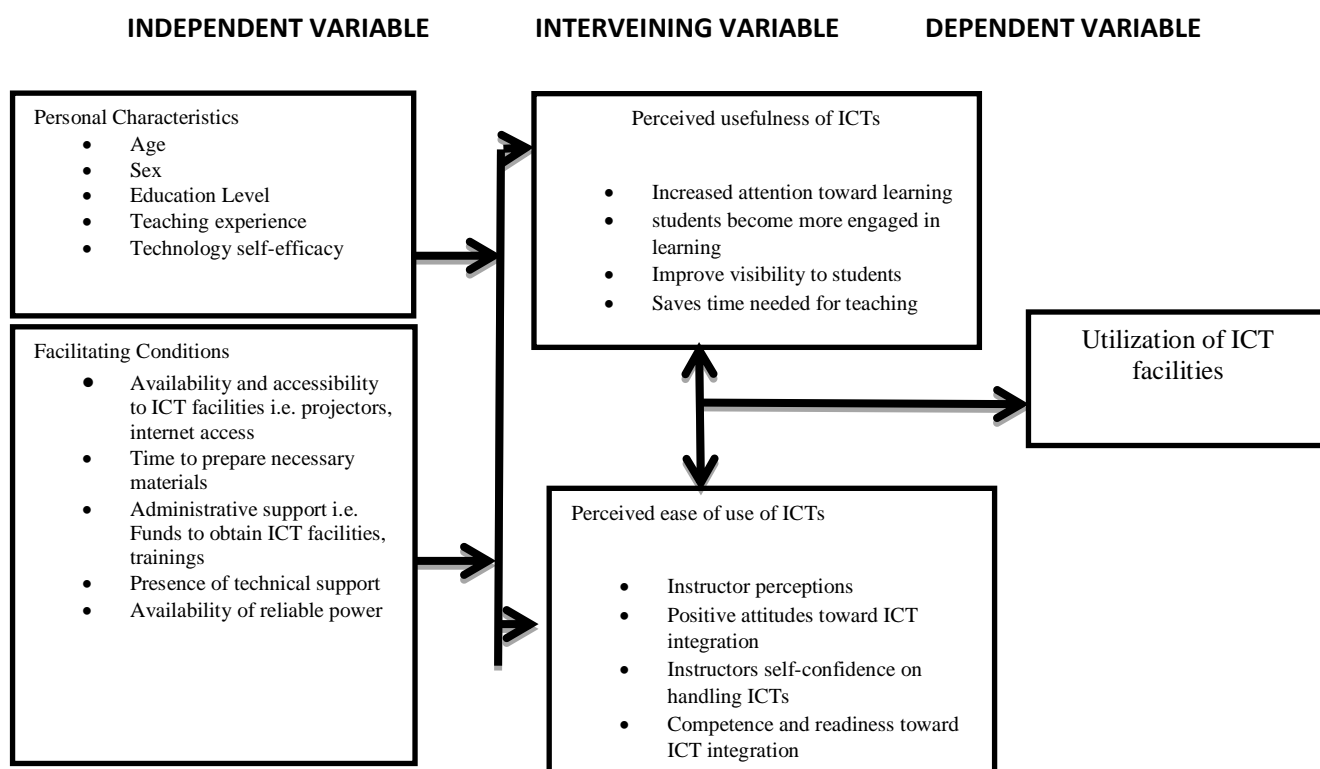 INDEPENDENT VARIABLE
INTERVEINING VARIABLE
DEPENDENT VARIABLE
Personal Characteristics
• Age
• Sex
• Education Level
• Teaching experience
• Technology self-efficacy
Facilitating Conditions
• Availability and accessibility
to ICT facilities i.e. projectors,
internet access
• Time to prepare necessary
materials
• Administrative support i.e.
Funds to obtain ICT facilities,
trainings
• Presence of technical support
• Availability of reliable power
Perceived usefulness of ICTs
• Increased attention toward learning
• students become more engaged in
learning
• Improve visibility to students
• Saves time needed for teaching
Perceived ease of use of ICTs
• Instructor perceptions
• Positive attitudes toward ICT
integration
• Instructors self-confidence on
handling ICTs
• Competence and readiness toward
ICT integration
Utilization of ICT
facilities